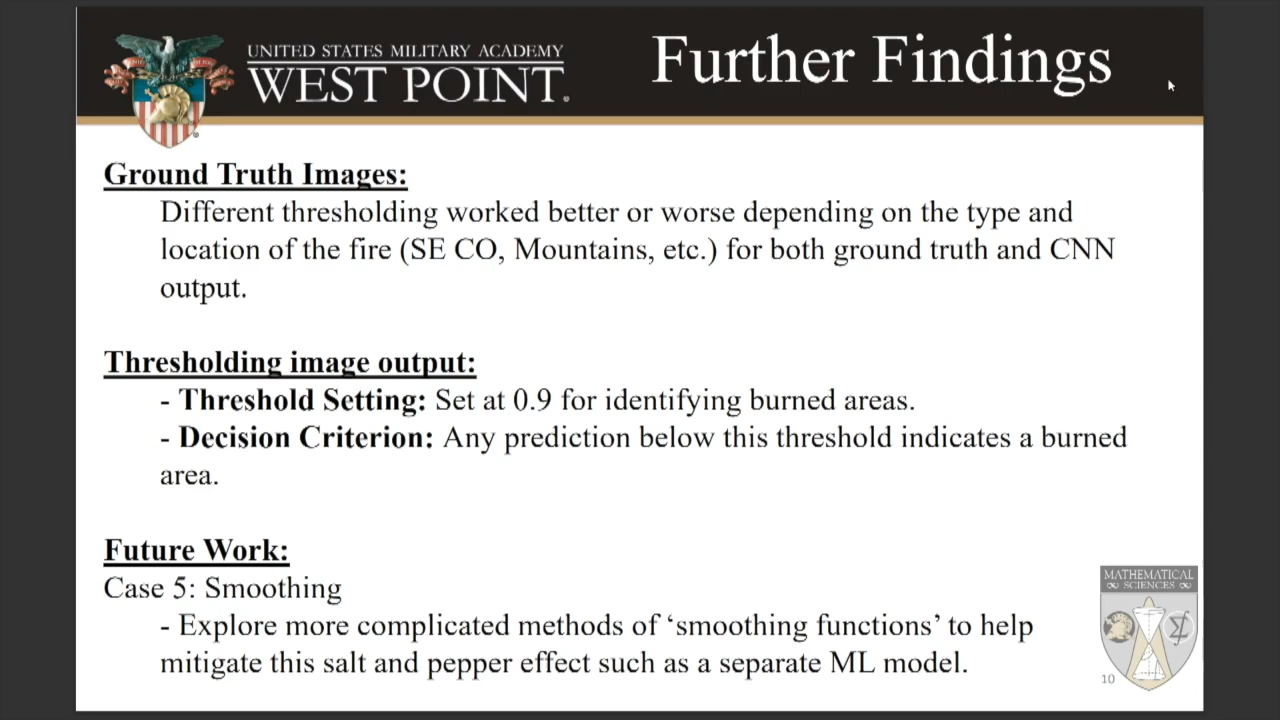 UNITED STATES MILITARY ACADEMY
WEST POINT®
Further Findings
Ground Truth Images:
Different thresholding worked better or worse depending on the type and
location of the fire (SE CO, Mountains, etc.) for both ground truth and CNN
output.
Thresholding image output:
- Threshold Setting: Set at 0.9 for identifying burned areas.
- Decision Criterion: Any prediction below this threshold indicates a burned
area.
Future Work:
Case 5: Smoothing
- Explore more complicated methods of ‘smoothing functions’ to help
mitigate this salt and pepper effect such as a separate ML model.
MATHEMATICAL
∞ SCIENCES ∞
10